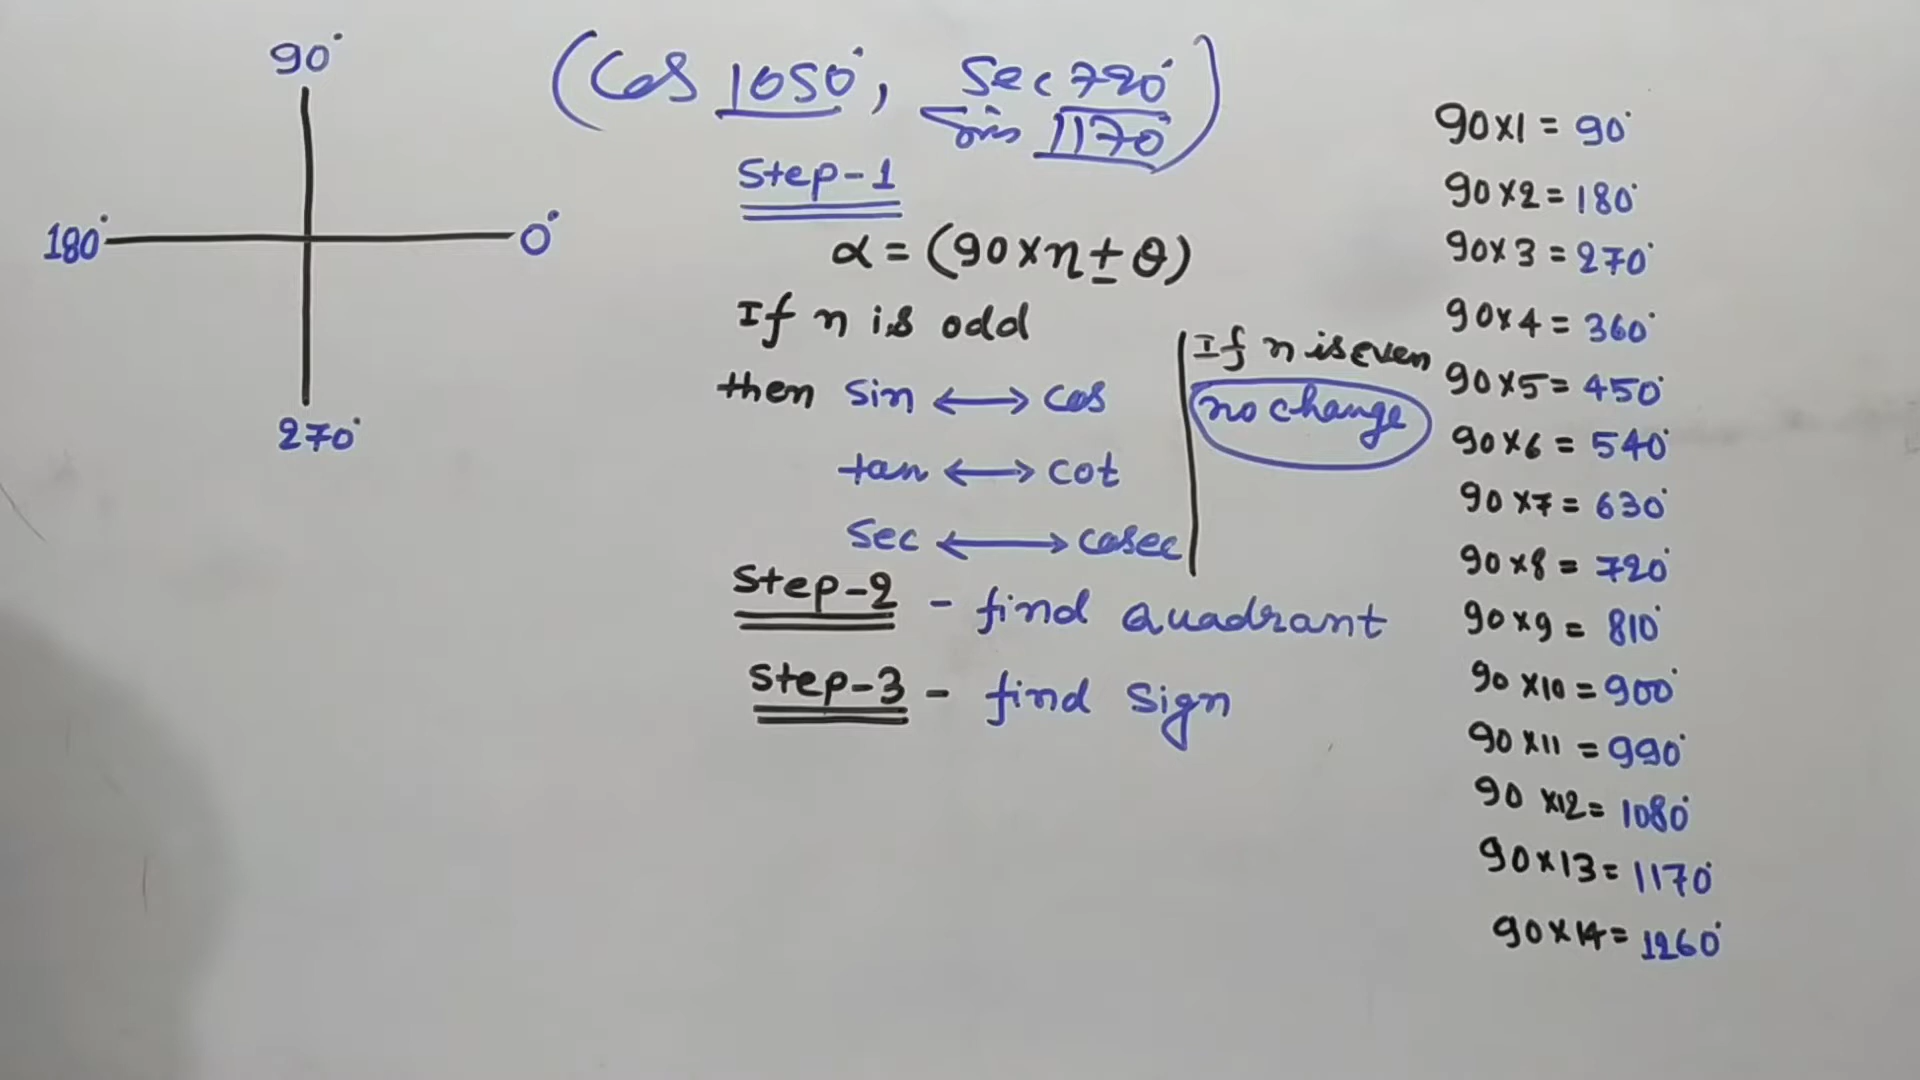 90°
180°
0°
270°
(Cos 1050°, Sec 720°
Sin 1170°)
Step-1
α = (90×n±θ)
If n is odd
then Sin ↔ Cos
tan ↔ Cot
Sec ↔ Cosec
If n is even
no change
Step-2 - find Quadrant
Step-3 - find Sign
90×1 = 90°
90×2 = 180°
90×3 = 270°
90×4 = 360°
90×5 = 450°
90×6 = 540°
90×7 = 630°
90×8 = 720°
90×9 = 810°
90×10 = 900°
90×11 = 990°
90×12 = 1080°
90×13 = 1170°
90×14 = 1260°